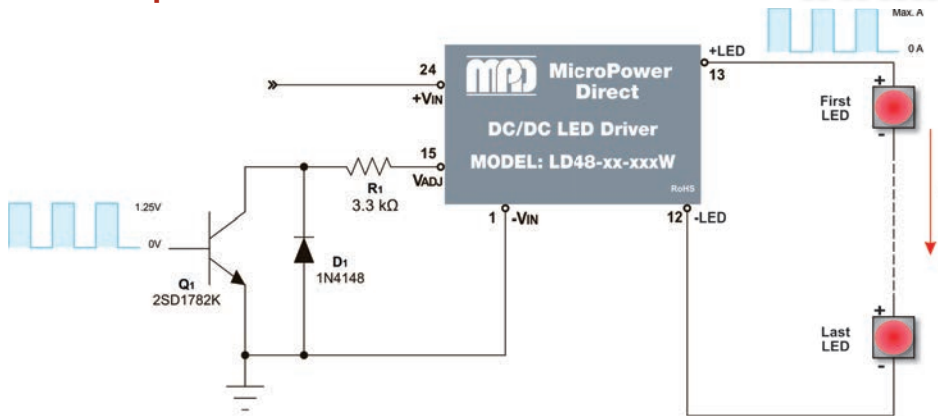 Max. A
0 A
+LED
13
24
+VIN
MPD
MicroPower
Direct
DC/DC LED Driver
MODEL: LD48-xx-xxxW
RoHS
15
VADJ
R1
3.3 kΩ
1
-VIN
12
-LED
+
First
LED
-
1.25V
0V
Q1
2SD1782K
D1
1N4148
+
Last
LED
-